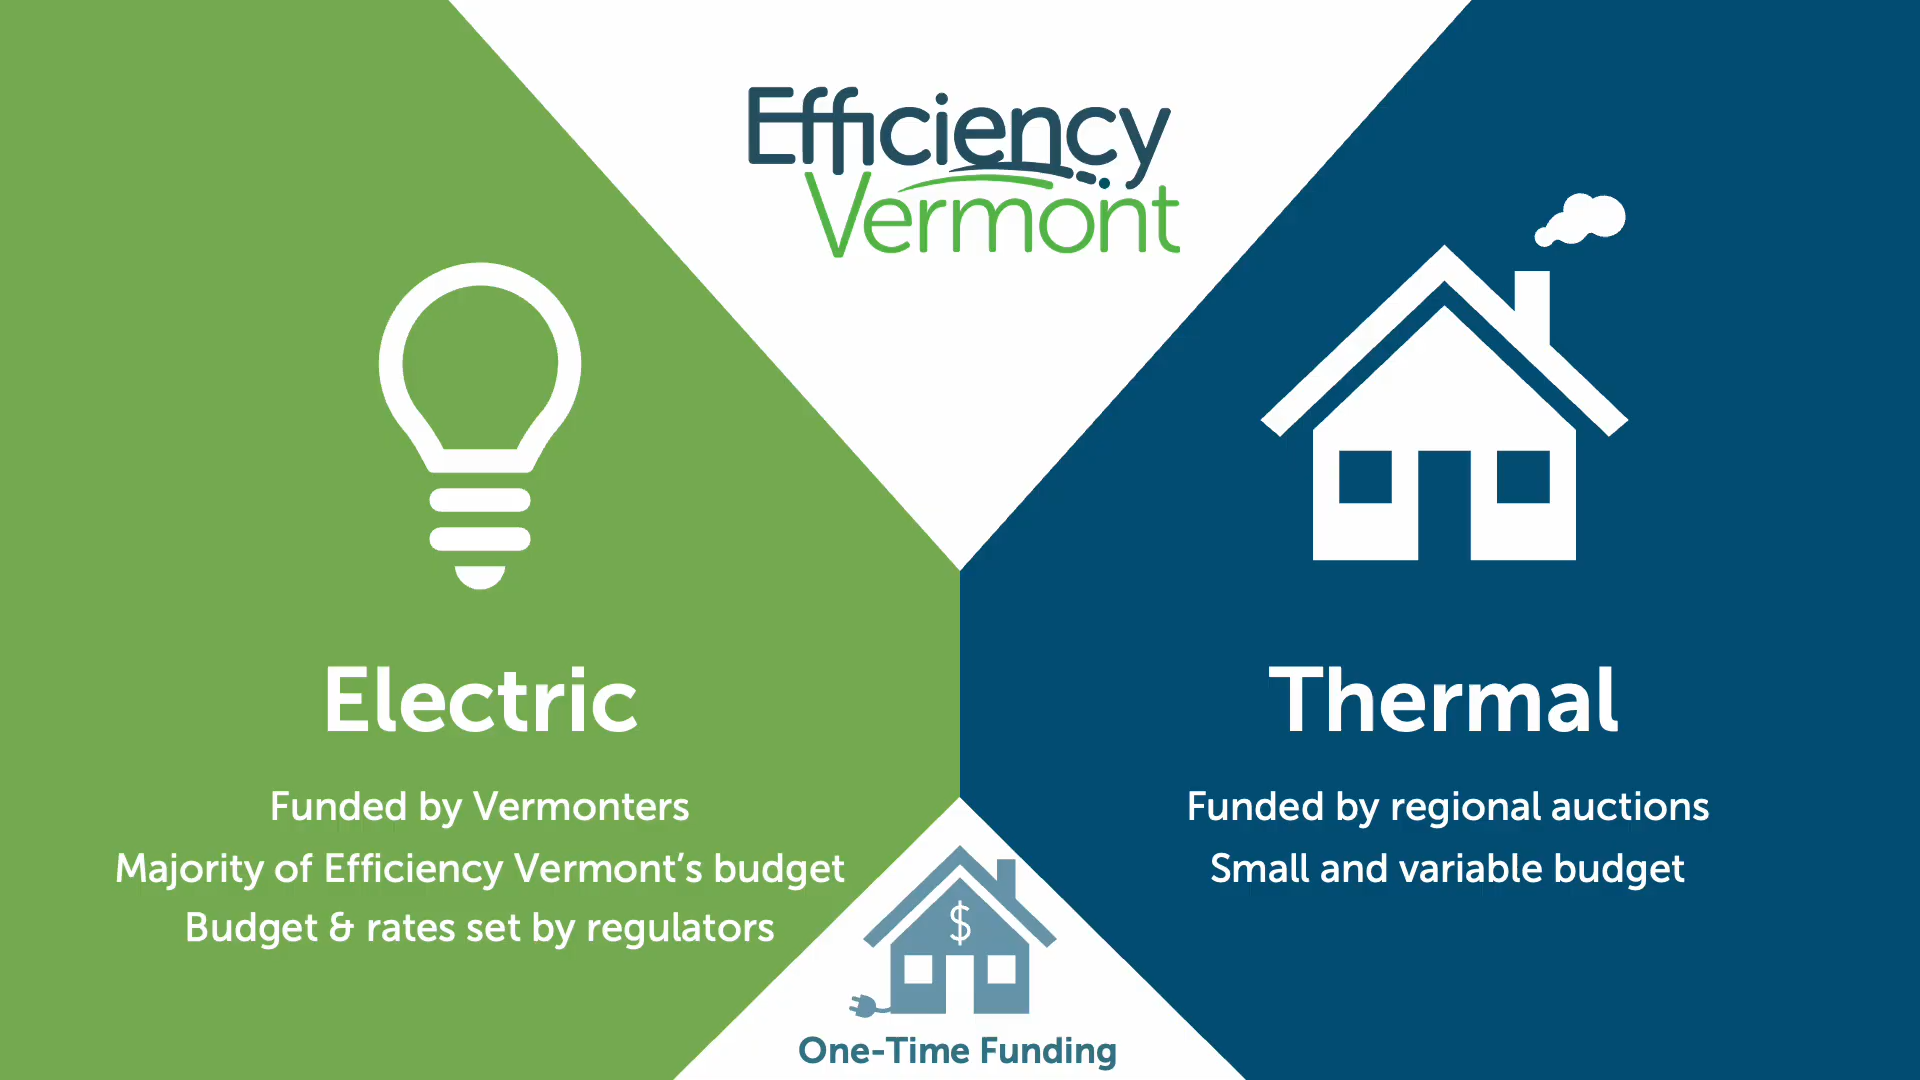 Efficiency
Vermont
Electric
Funded by Vermonters
Majority of Efficiency Vermont’s budget
Budget & rates set by regulators
Thermal
Funded by regional auctions
Small and variable budget
$
One-Time Funding